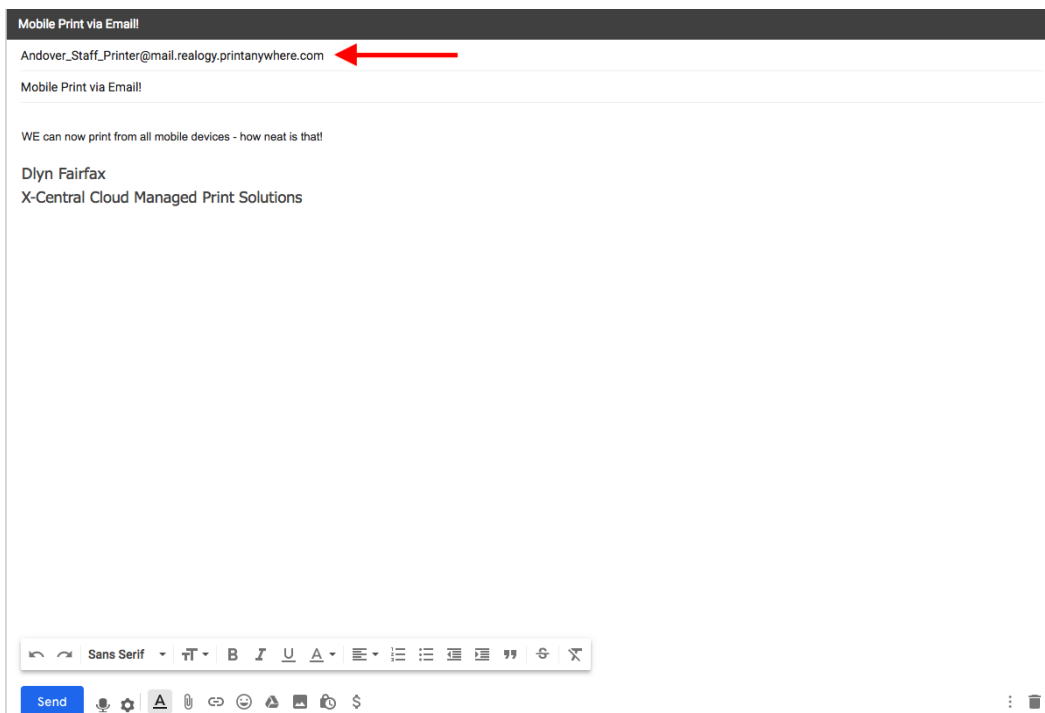 Mobile Print via Email!
Andover_Staff_Printer@mail.realogy.printanywhere.com
Mobile Print via Email!
WE can now print from all mobile devices - how neat is that!
Dlyn Fairfax
X-Central Cloud Managed Print Solutions
Sans Serif
Send